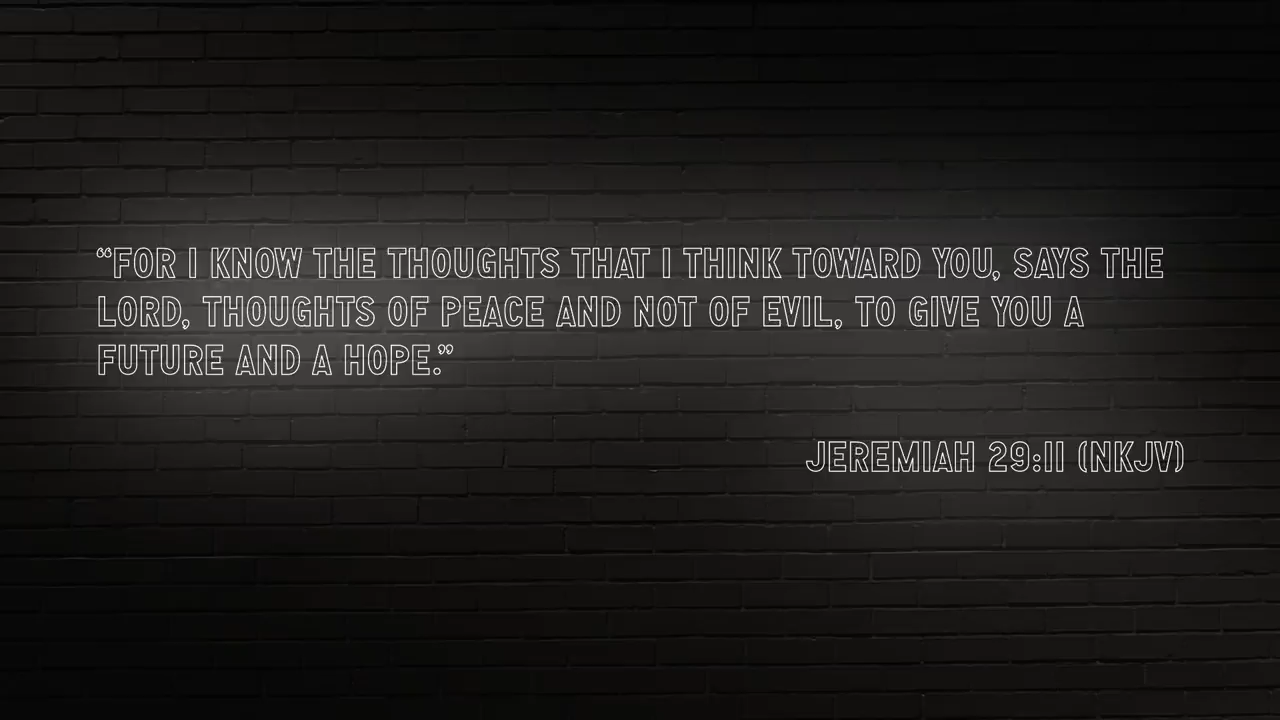 “FOR I KNOW THE THOUGHTS THAT I THINK TOWARD YOU, SAYS THE
LORD, THOUGHTS OF PEACE AND NOT OF EVIL, TO GIVE YOU A
FUTURE AND A HOPE.”
JEREMIAH 29:11 (NKJV)